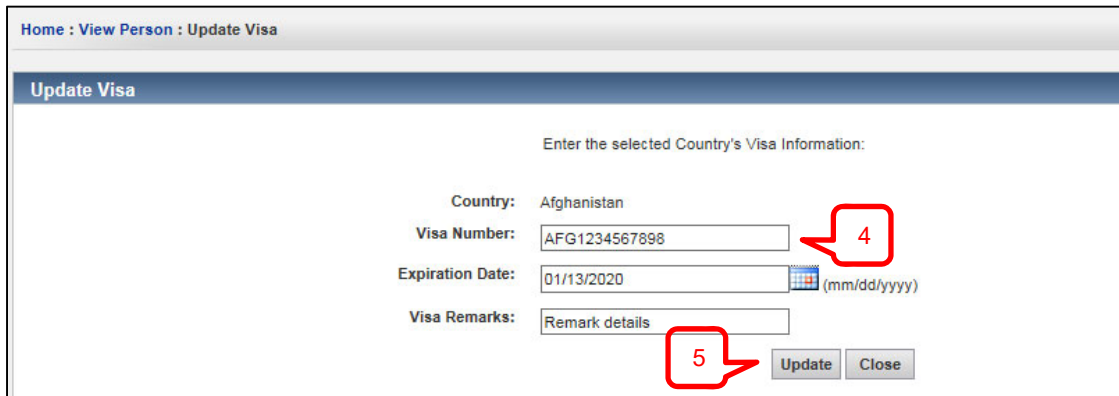 Home : View Person : Update Visa
Update Visa
Enter the selected Country's Visa Information:
Country: Afghanistan
Visa Number: AFG1234567898 4
Expiration Date: 01/13/2020 (mm/dd/yyyy)
Visa Remarks: Remark details
5 Update Close